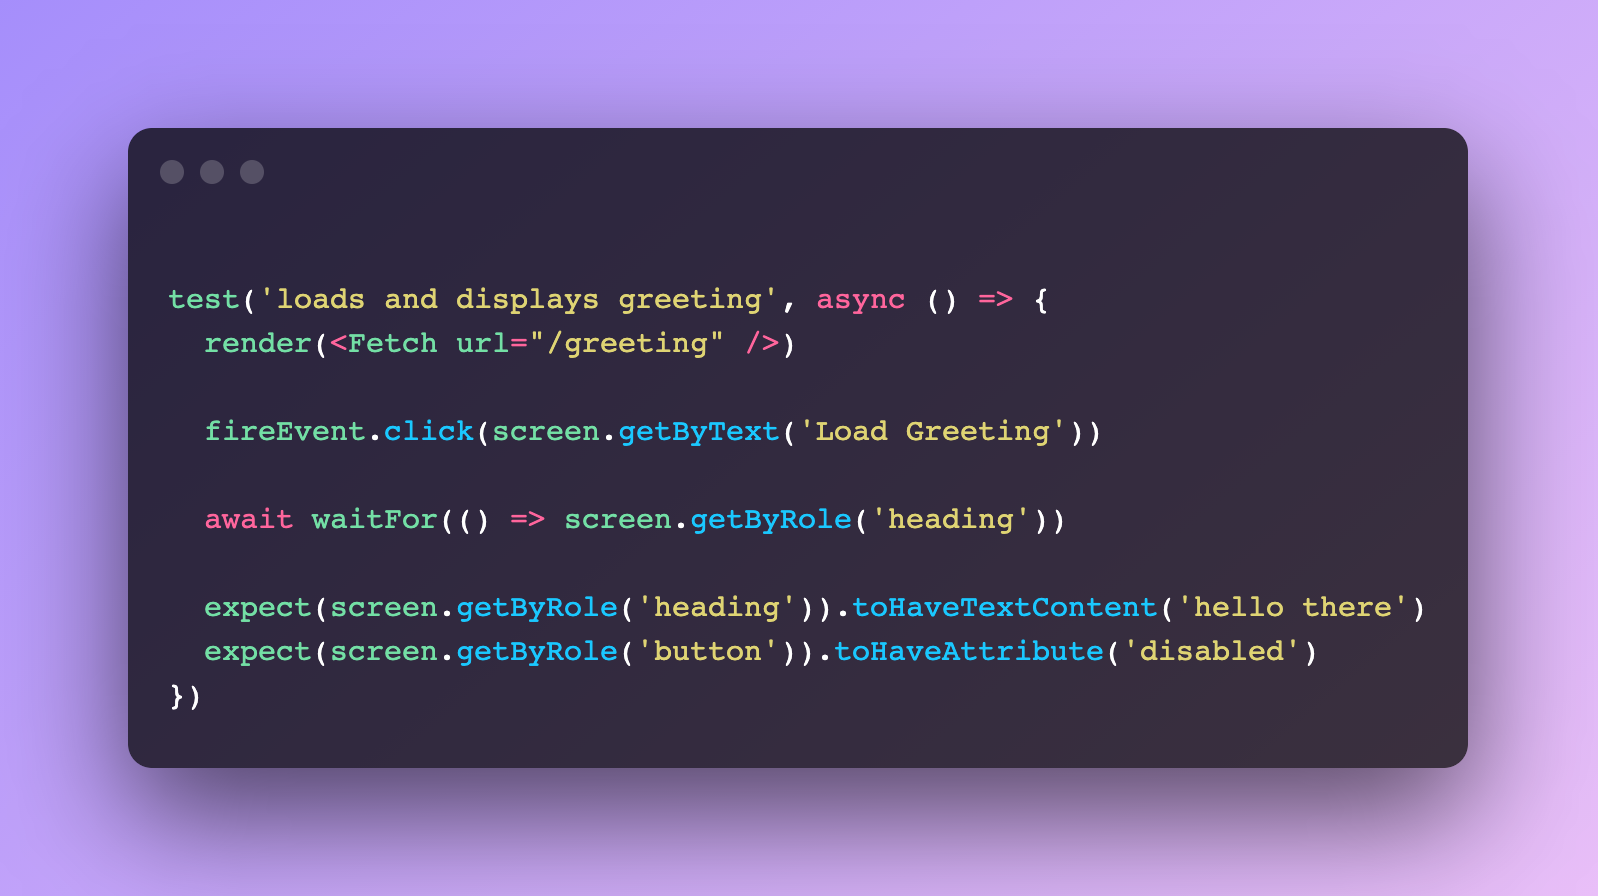 test('loads and displays greeting', async () => {
  render(<Fetch url="/greeting" />)
  fireEvent.click(screen.getByText('Load Greeting'))
  await waitFor(() => screen.getByRole('heading'))
  expect(screen.getByRole('heading')).toHaveTextContent('hello there')
  expect(screen.getByRole('button')).toHaveAttribute('disabled')
})